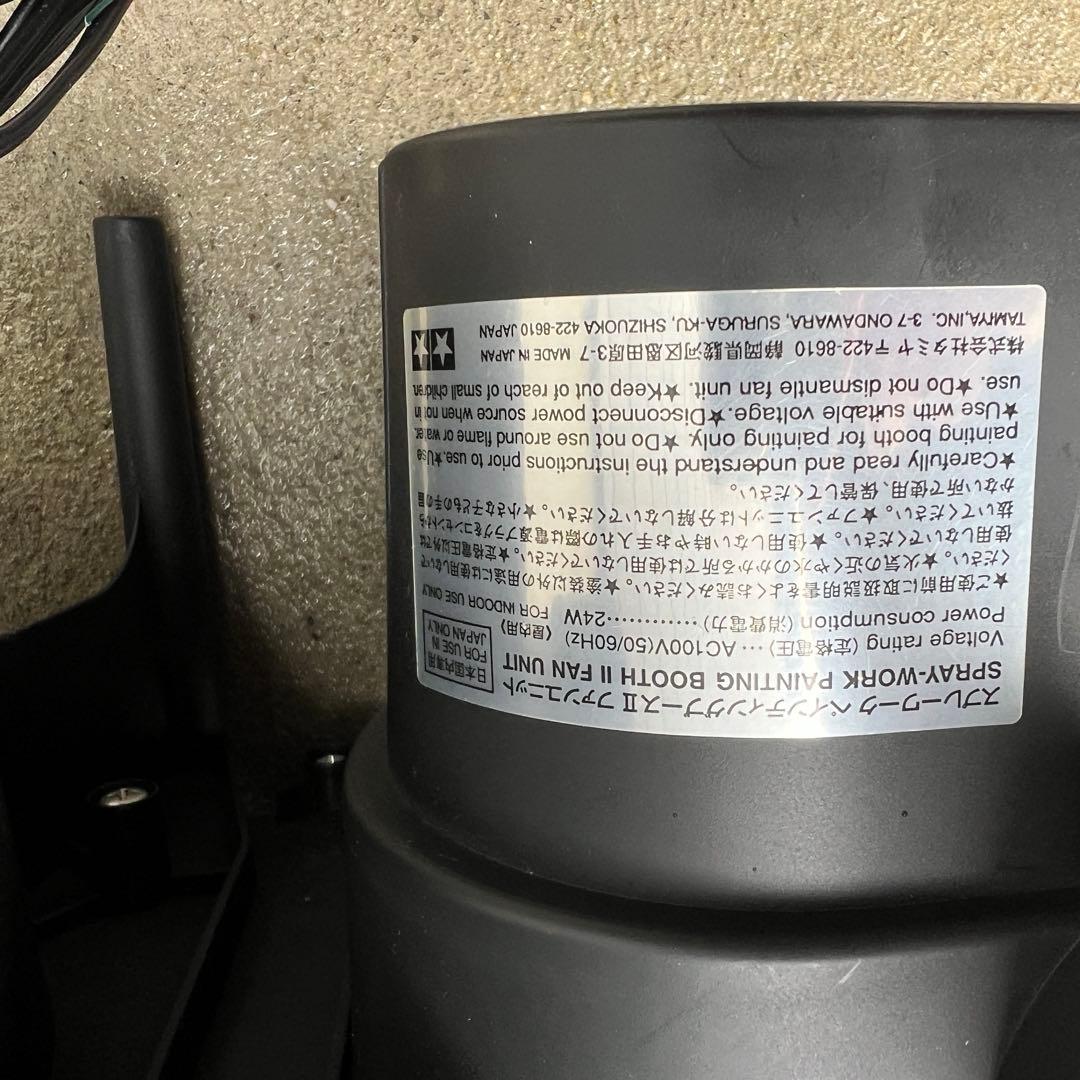 スプレーワーク ペインティングブースⅡ ファンユニット
SPRAY-WORK PAINTING BOOTH II FAN UNIT
日本国内専用
FOR USE IN
JAPAN ONLY
Voltage rating (定格電圧) ··· AC100V(50/60Hz)
Power consumption (消費電力) ············24W
《屋内用》
FOR INDOOR USE ONLY
★ご使用前に取扱説明書をよくお読みください。★塗装以外の用途には使用しないで
ください。★火気の近くや水のかかる所では使用しないでください。★定格電圧以外では
使用しないでください。★使用しない時やお手入れの際は電源プラグをコンセントから
抜いてください。★ファンユニットは分解しないでください。★小さな子どもの手の届
かない所で使用、保管してください。
★Carefully read and understand the instructions prior to use.★Use
painting booth for painting only. ★Do not use around flame or water.
★Use with suitable voltage.★Disconnect power source when not in
use. ★Do not dismantle fan unit. ★Keep out of reach of small children.
株式会社タミヤ 〒422-8610 静岡県駿河区恩田原3-7 MADE IN JAPAN
TAMIYA,INC. 3-7 ONDAWARA, SURUGA-KU, SHIZUOKA 422-8610 JAPAN